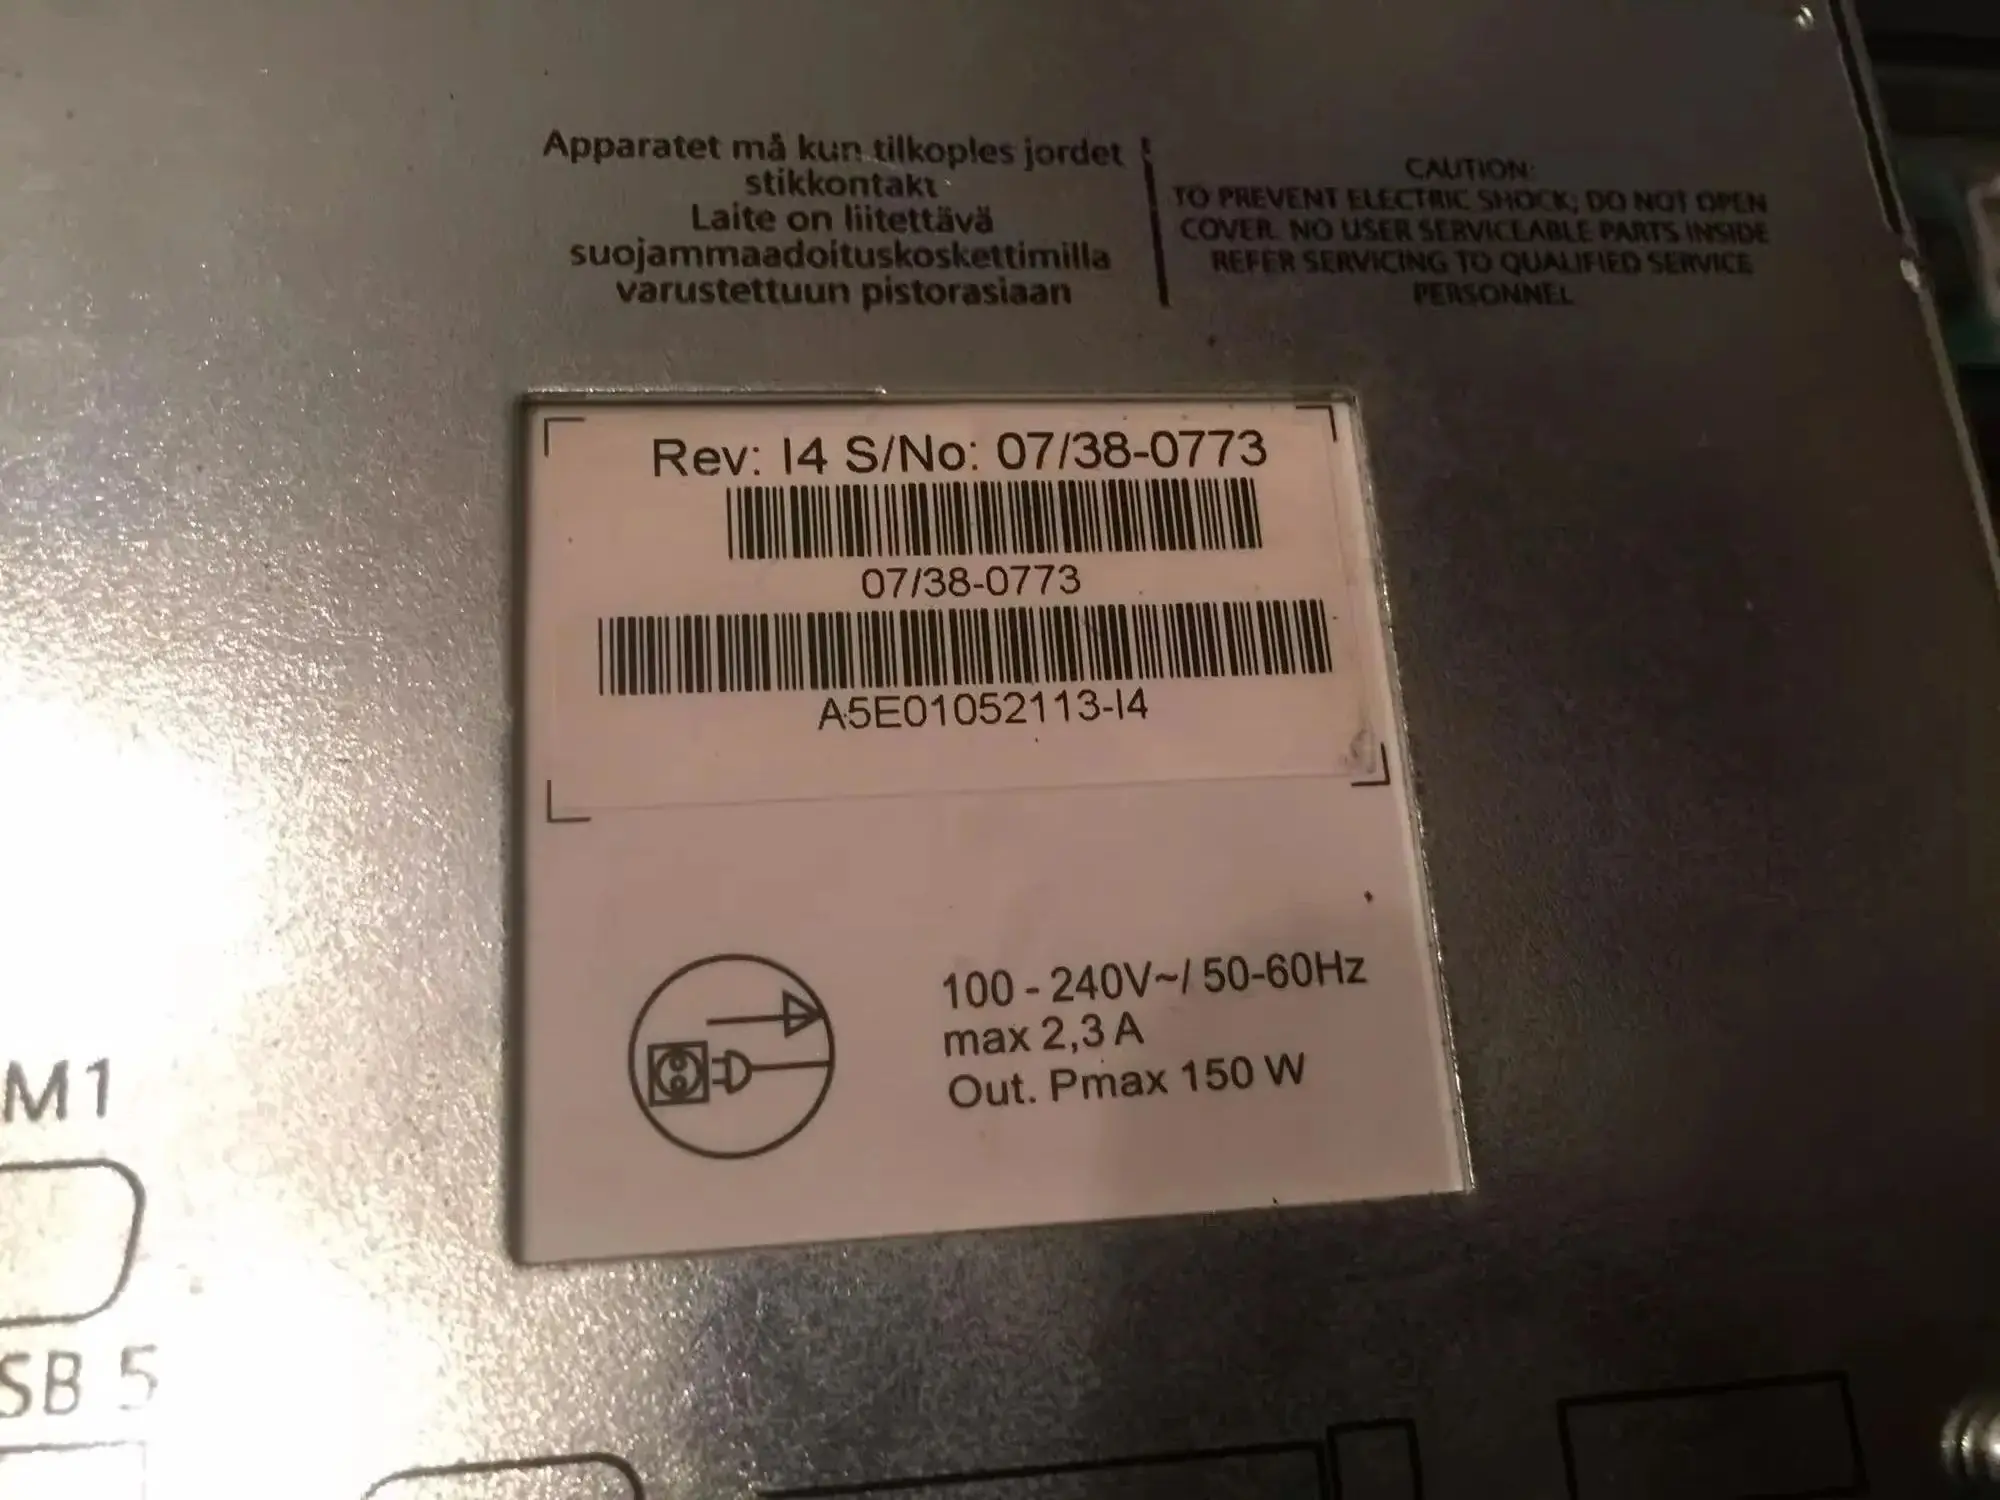 Apparatet må kun tilkoples jordet
stikkontakt
Laite on liitettävä
suojammaadoituskoskettimilla
varustettuun pistorasiaan
CAUTION:
TO PREVENT ELECTRIC SHOCK; DO NOT OPEN
COVER. NO USER SERVICEABLE PARTS INSIDE
REFER SERVICING TO QUALIFIED SERVICE
PERSONNEL
Rev: I4 S/No: 07/38-0773
07/38-0773
A5E01052113-I4
100 - 240V~/ 50-60Hz
max 2,3 A
Out. Pmax 150 W
M1
SB 5